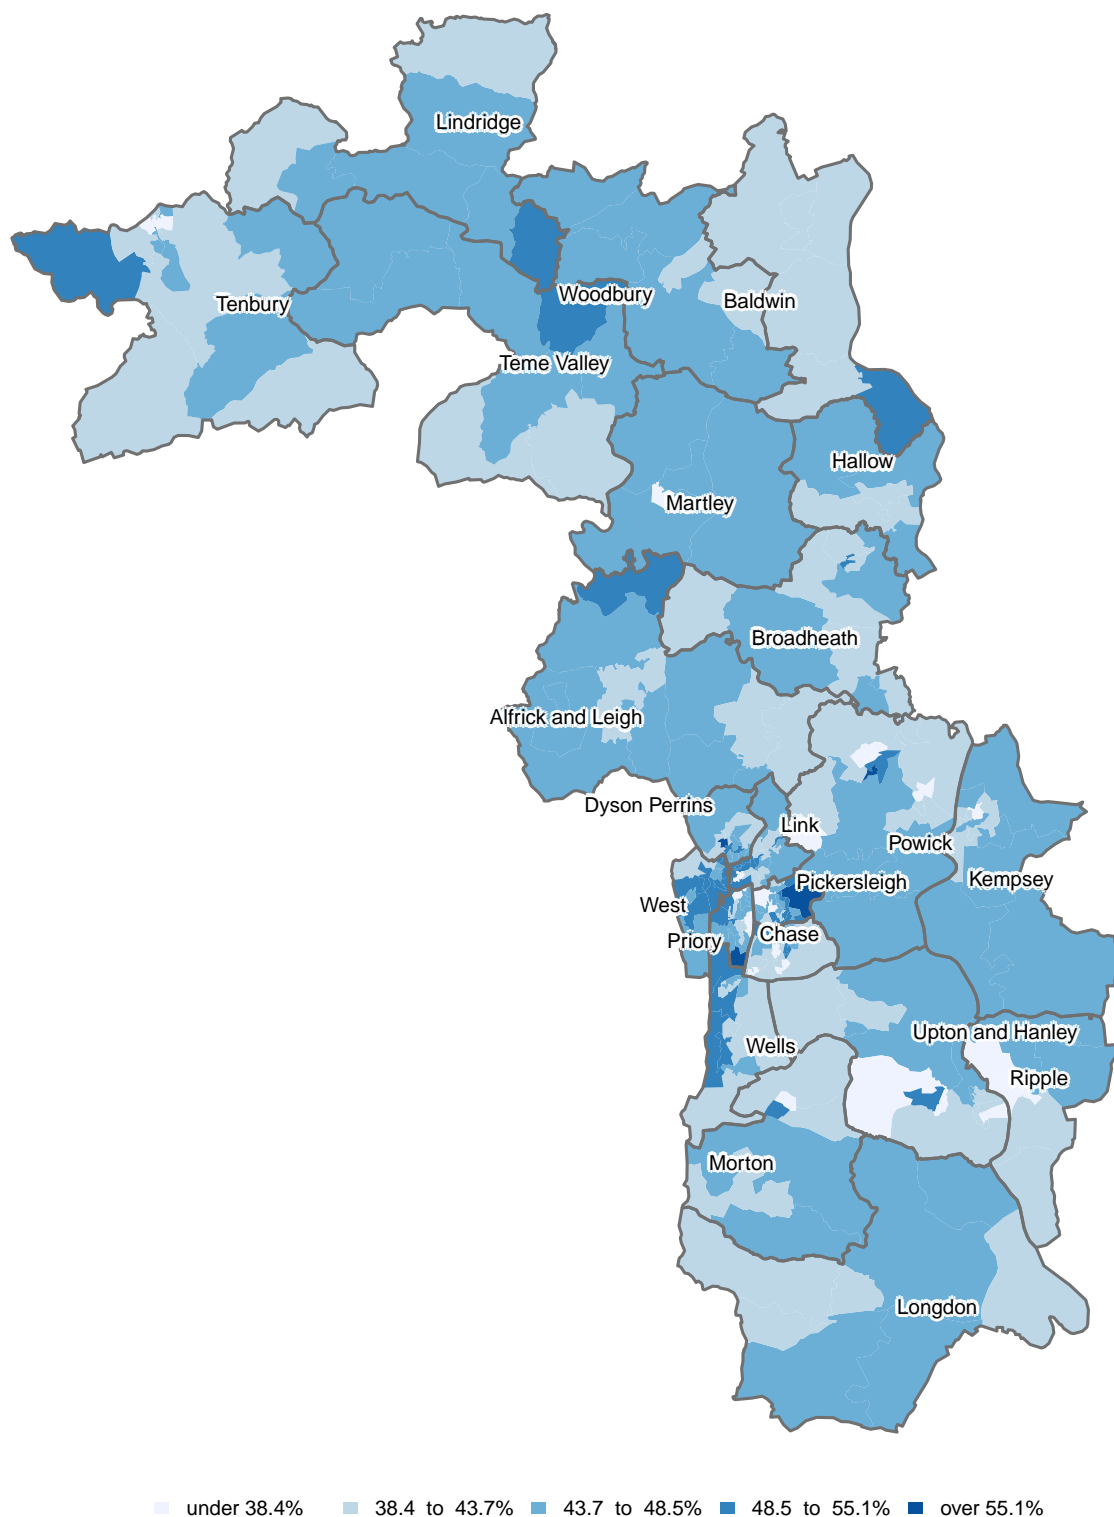 Lindridge
Woodbury
Baldwin
Tenbury
Teme Valley
Hallow
Martley
Broadheath
Alfrick and Leigh
Dyson Perrins
Link
Powick
Pickersleigh
Kempsey
West
Chase
Priory
Upton and Hanley
Wells
Ripple
Morton
Longdon
under 38.4%
38.4 to 43.7%
43.7 to 48.5%
48.5 to 55.1%
over 55.1%